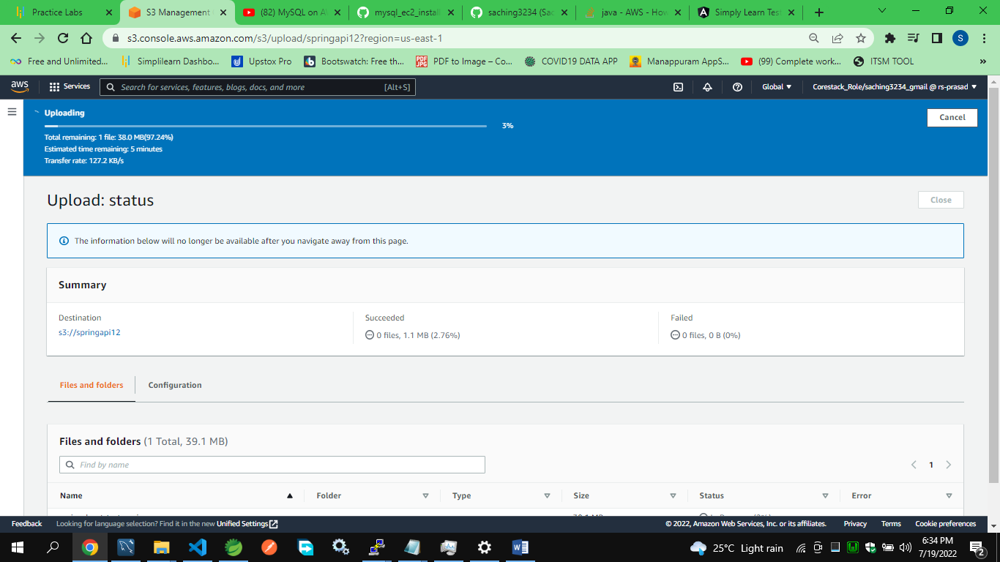 Practice Labs
S3 Management
(82) MySQL on A
mysql_ec2_install
saching3234 (Sac
java - AWS - How
Simply Learn Test
s3.console.aws.amazon.com/s3/upload/springapi12?region=us-east-1
S
Free and Unlimited...
Simplilearn Dashbo...
Upstox Pro
Bootswatch: Free th...
PDF to Image – Co...
COVID19 DATA APP
Manappuram AppS...
(99) Complete work...
ITSM TOOL
»
aws
Services
Search for services, features, blogs, docs, and more
[Alt+S]
Global
Corestack_Role/saching3234_gmail @ rs-prasad
Uploading
Cancel
3%
Total remaining: 1 file: 38.0 MB(97.24%)
Estimated time remaining: 5 minutes
Transfer rate: 127.2 KB/s
Upload: status
Close
The information below will no longer be available after you navigate away from this page.
Summary
Destination
s3://springapi12
Succeeded
0 files, 1.1 MB (2.76%)
Failed
0 files, 0 B (0%)
Files and folders
Configuration
Files and folders (1 Total, 39.1 MB)
Find by name
1
Name
Folder
Type
Size
Status
Error
Feedback
Looking for language selection? Find it in the new Unified Settings
© 2022, Amazon Web Services, Inc. or its affiliates.
Privacy
Terms
Cookie preferences
25°C Light rain
6:34 PM
7/19/2022
2